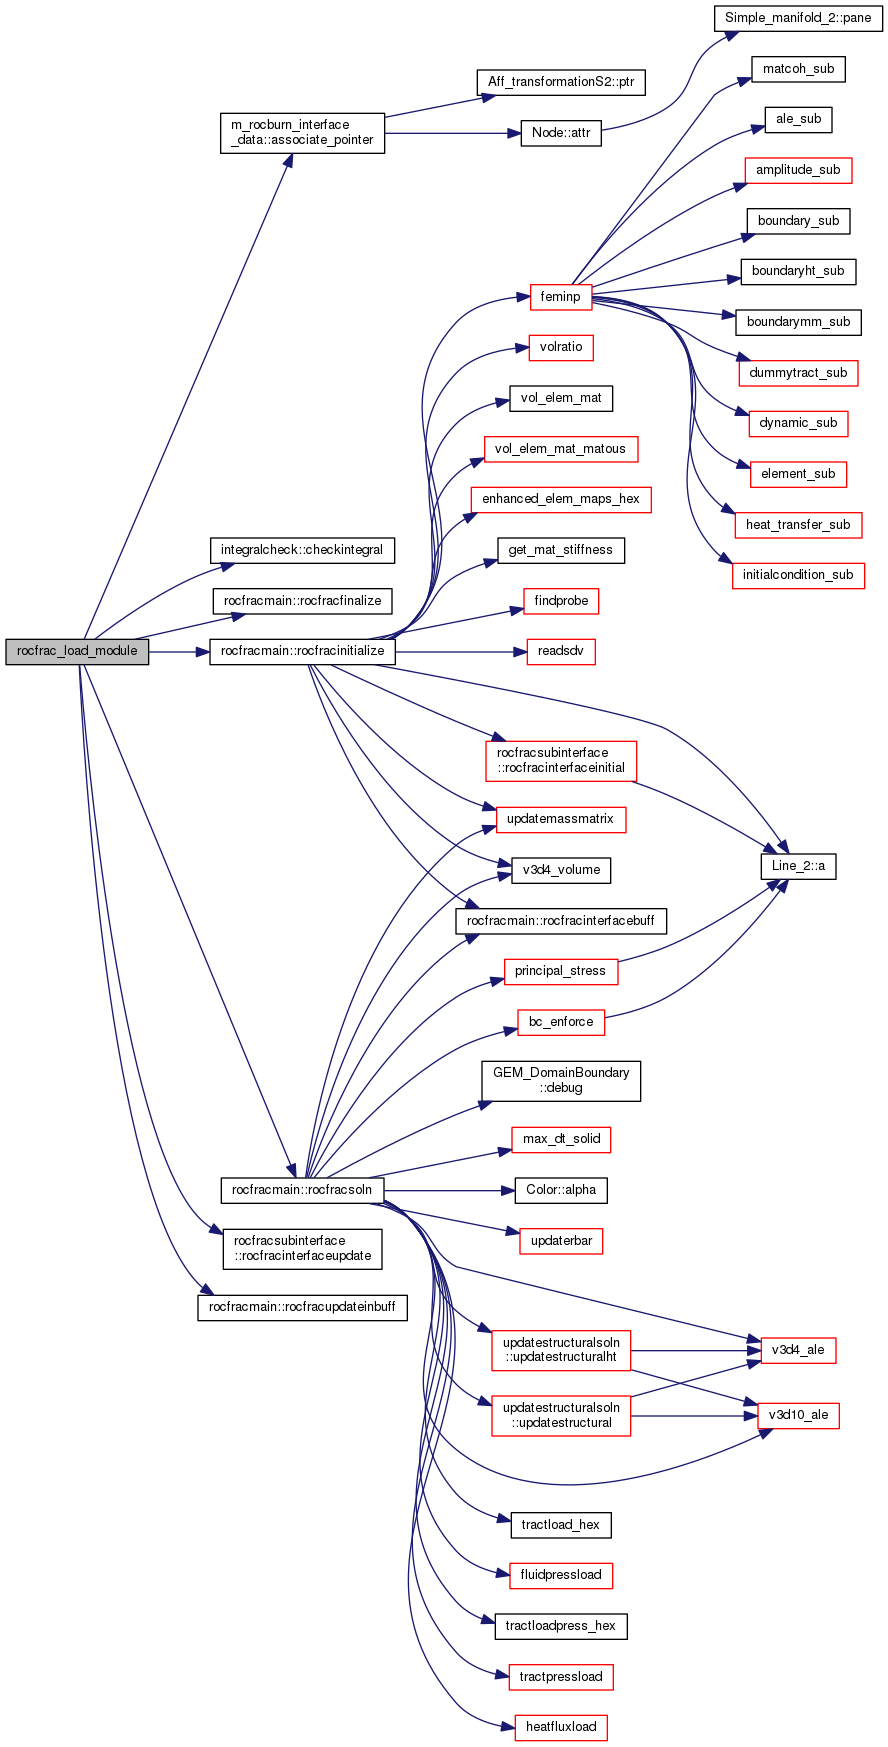 Simple_manifold_2::pane
matcoh_sub
Aff_transformationS2::ptr
ale_sub
m_rocburn_interface
_data::associate_pointer
Node::attr
amplitude_sub
boundary_sub
boundaryht_sub
feminp
boundarymm_sub
volratio
dummytract_sub
vol_elem_mat
dynamic_sub
vol_elem_mat_matous
element_sub
enhanced_elem_maps_hex
heat_transfer_sub
integralcheck::checkintegral
get_mat_stiffness
initialcondition_sub
rocfracmain::rocfracfinalize
findprobe
rocfrac_load_module
rocfracmain::rocfracinitialize
readsdv
rocfracsubinterface
::rocfracinterfaceinitial
updatemassmatrix
v3d4_volume
Line_2::a
rocfracmain::rocfracinterfacebuff
principal_stress
bc_enforce
GEM_DomainBoundary
::debug
max_dt_solid
rocfracmain::rocfracsoln
Color::alpha
rocfracsubinterface
::rocfracinterfaceupdate
updaterbar
rocfracmain::rocfracupdateinbuff
updatestructuralsoln
::updatestructuralht
v3d4_ale
updatestructuralsoln
::updatestructural
v3d10_ale
tractload_hex
fluidpressload
tractloadpress_hex
tractpressload
heatfluxload